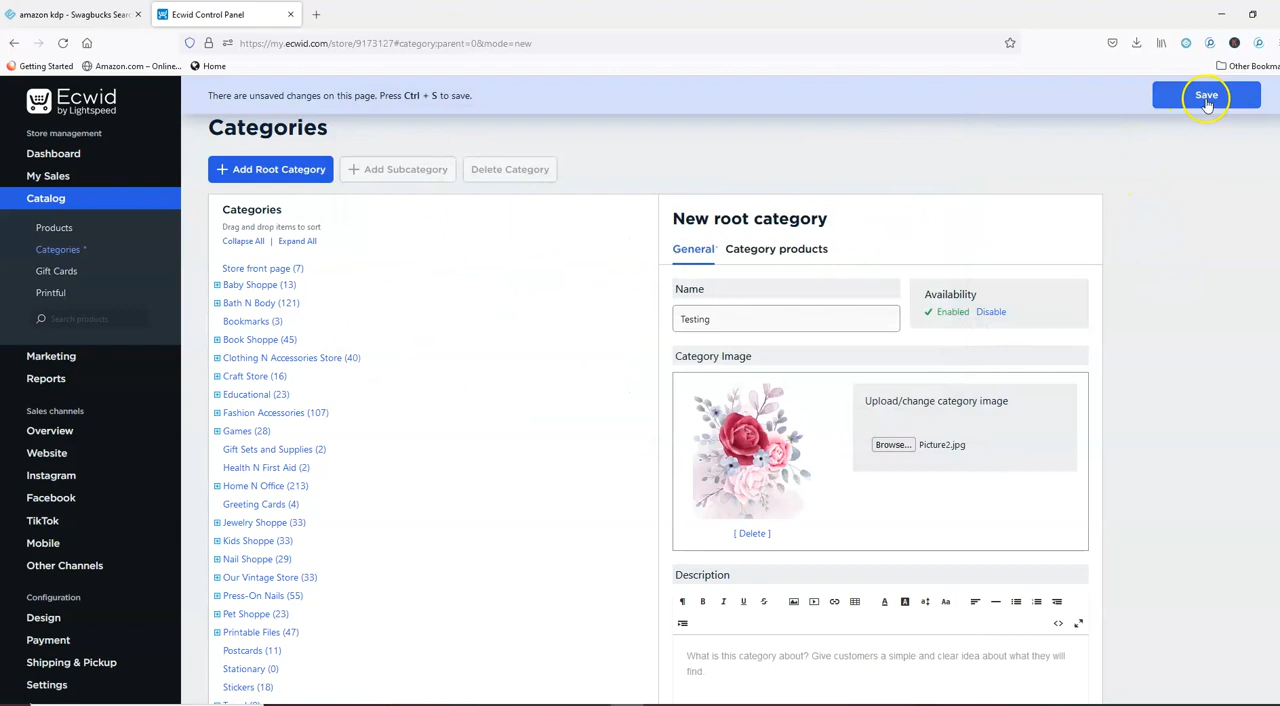 amazon kdp - Swagbucks Sear
Ecwid Control Panel
https://my.ecwid.com/store/9173127#category:parent=0&mode=new
Getting Started
Amazon.com – Online...
Home
Other Bookma
Ecwid
by Lightspeed
There are unsaved changes on this page. Press Ctrl + S to save.
Save
Store management
Dashboard
My Sales
Catalog
Products
Categories *
Gift Cards
Printful
Search products
Marketing
Reports
Sales channels
Overview
Website
Instagram
Facebook
TikTok
Mobile
Other Channels
Configuration
Design
Payment
Shipping & Pickup
Settings
Categories
+ Add Root Category
+ Add Subcategory
Delete Category
Categories
Drag and drop items to sort
Collapse All | Expand All
Store front page (7)
Baby Shoppe (13)
Bath N Body (121)
Bookmarks (3)
Book Shoppe (45)
Clothing N Accessories Store (40)
Craft Store (16)
Educational (23)
Fashion Accessories (107)
Games (28)
Gift Sets and Supplies (2)
Health N First Aid (2)
Home N Office (213)
Greeting Cards (4)
Jewelry Shoppe (33)
Kids Shoppe (33)
Nail Shoppe (29)
Our Vintage Store (33)
Press-On Nails (55)
Pet Shoppe (23)
Printable Files (47)
Postcards (11)
Stationary (0)
Stickers (18)
New root category
General*
Category products
Name
Testing
Availability
Enabled Disable
Category Image
Upload/change category image
Browse... Picture2.jpg
[ Delete ]
Description
¶ B I U S A A Aa
<>
What is this category about? Give customers a simple and clear idea about what they will
find.